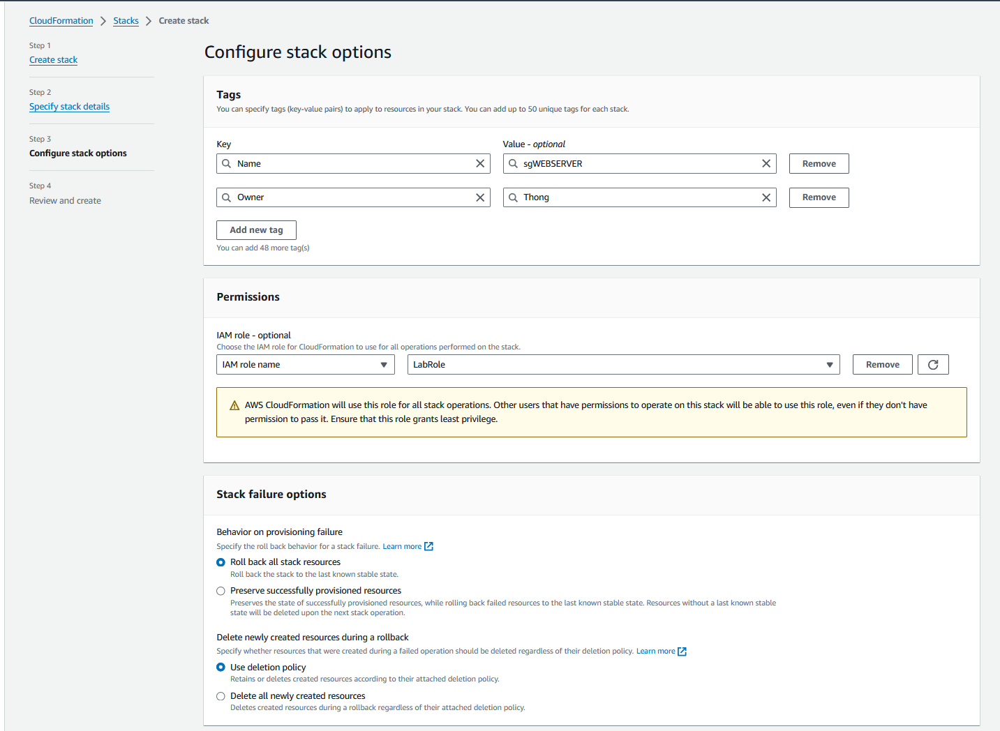 CloudFormation > Stacks > Create stack
Step 1
Create stack
Step 2
Specify stack details
Step 3
Configure stack options
Step 4
Review and create
Configure stack options
Tags
You can specify tags (key-value pairs) to apply to resources in your stack. You can add up to 50 unique tags for each stack.
Key Value - optional
Name sgWEBSERVER Remove
Owner Thong Remove
Add new tag
You can add 48 more tag(s)
Permissions
IAM role - optional
Choose the IAM role for CloudFormation to use for all operations performed on the stack.
IAM role name LabRole Remove
AWS CloudFormation will use this role for all stack operations. Other users that have permissions to operate on this stack will be able to use this role, even if they don't have
permission to pass it. Ensure that this role grants least privilege.
Stack failure options
Behavior on provisioning failure
Specify the roll back behavior for a stack failure. Learn more
Roll back all stack resources
Roll back the stack to the last known stable state.
Preserve successfully provisioned resources
Preserves the state of successfully provisioned resources, while rolling back failed resources to the last known stable state. Resources without a last known stable
state will be deleted upon the next stack operation.
Delete newly created resources during a rollback
Specify whether resources that were created during a failed operation should be deleted regardless of their deletion policy. Learn more
Use deletion policy
Retains or deletes created resources according to their attached deletion policy.
Delete all newly created resources
Deletes created resources during a rollback regardless of their attached deletion policy.